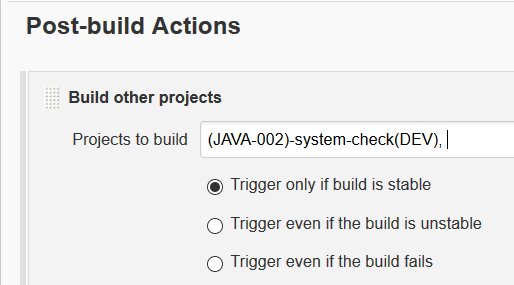 Post-build Actions
Build other projects
Projects to build (JAVA-002)-system-check(DEV),
Trigger only if build is stable
Trigger even if the build is unstable
Trigger even if the build fails